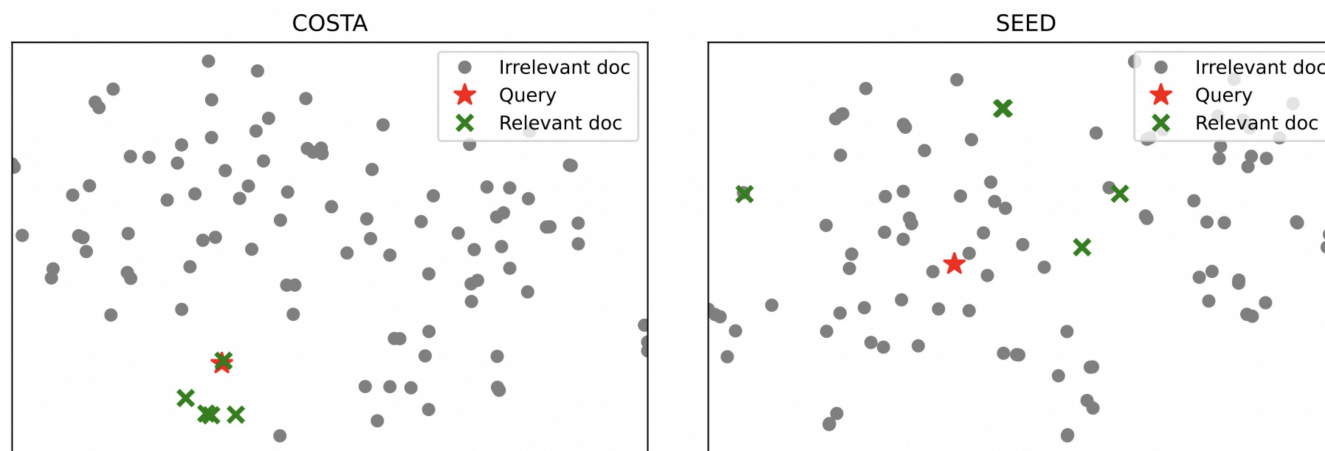 COSTA
Irrelevant doc
Query
Relevant doc
SEED
Irrelevant doc
Query
Relevant doc